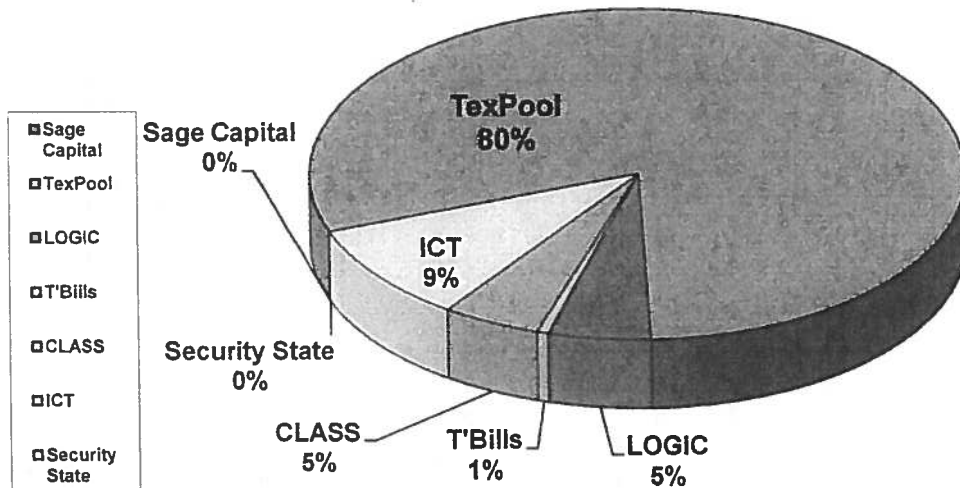 Sage
Capital
TexPool
LOGIC
T'Bills
CLASS
ICT
Security
State
Sage Capital
0%
TexPool
80%
ICT
9%
Security State
0%
CLASS
5%
T'Bills
1%
LOGIC
5%